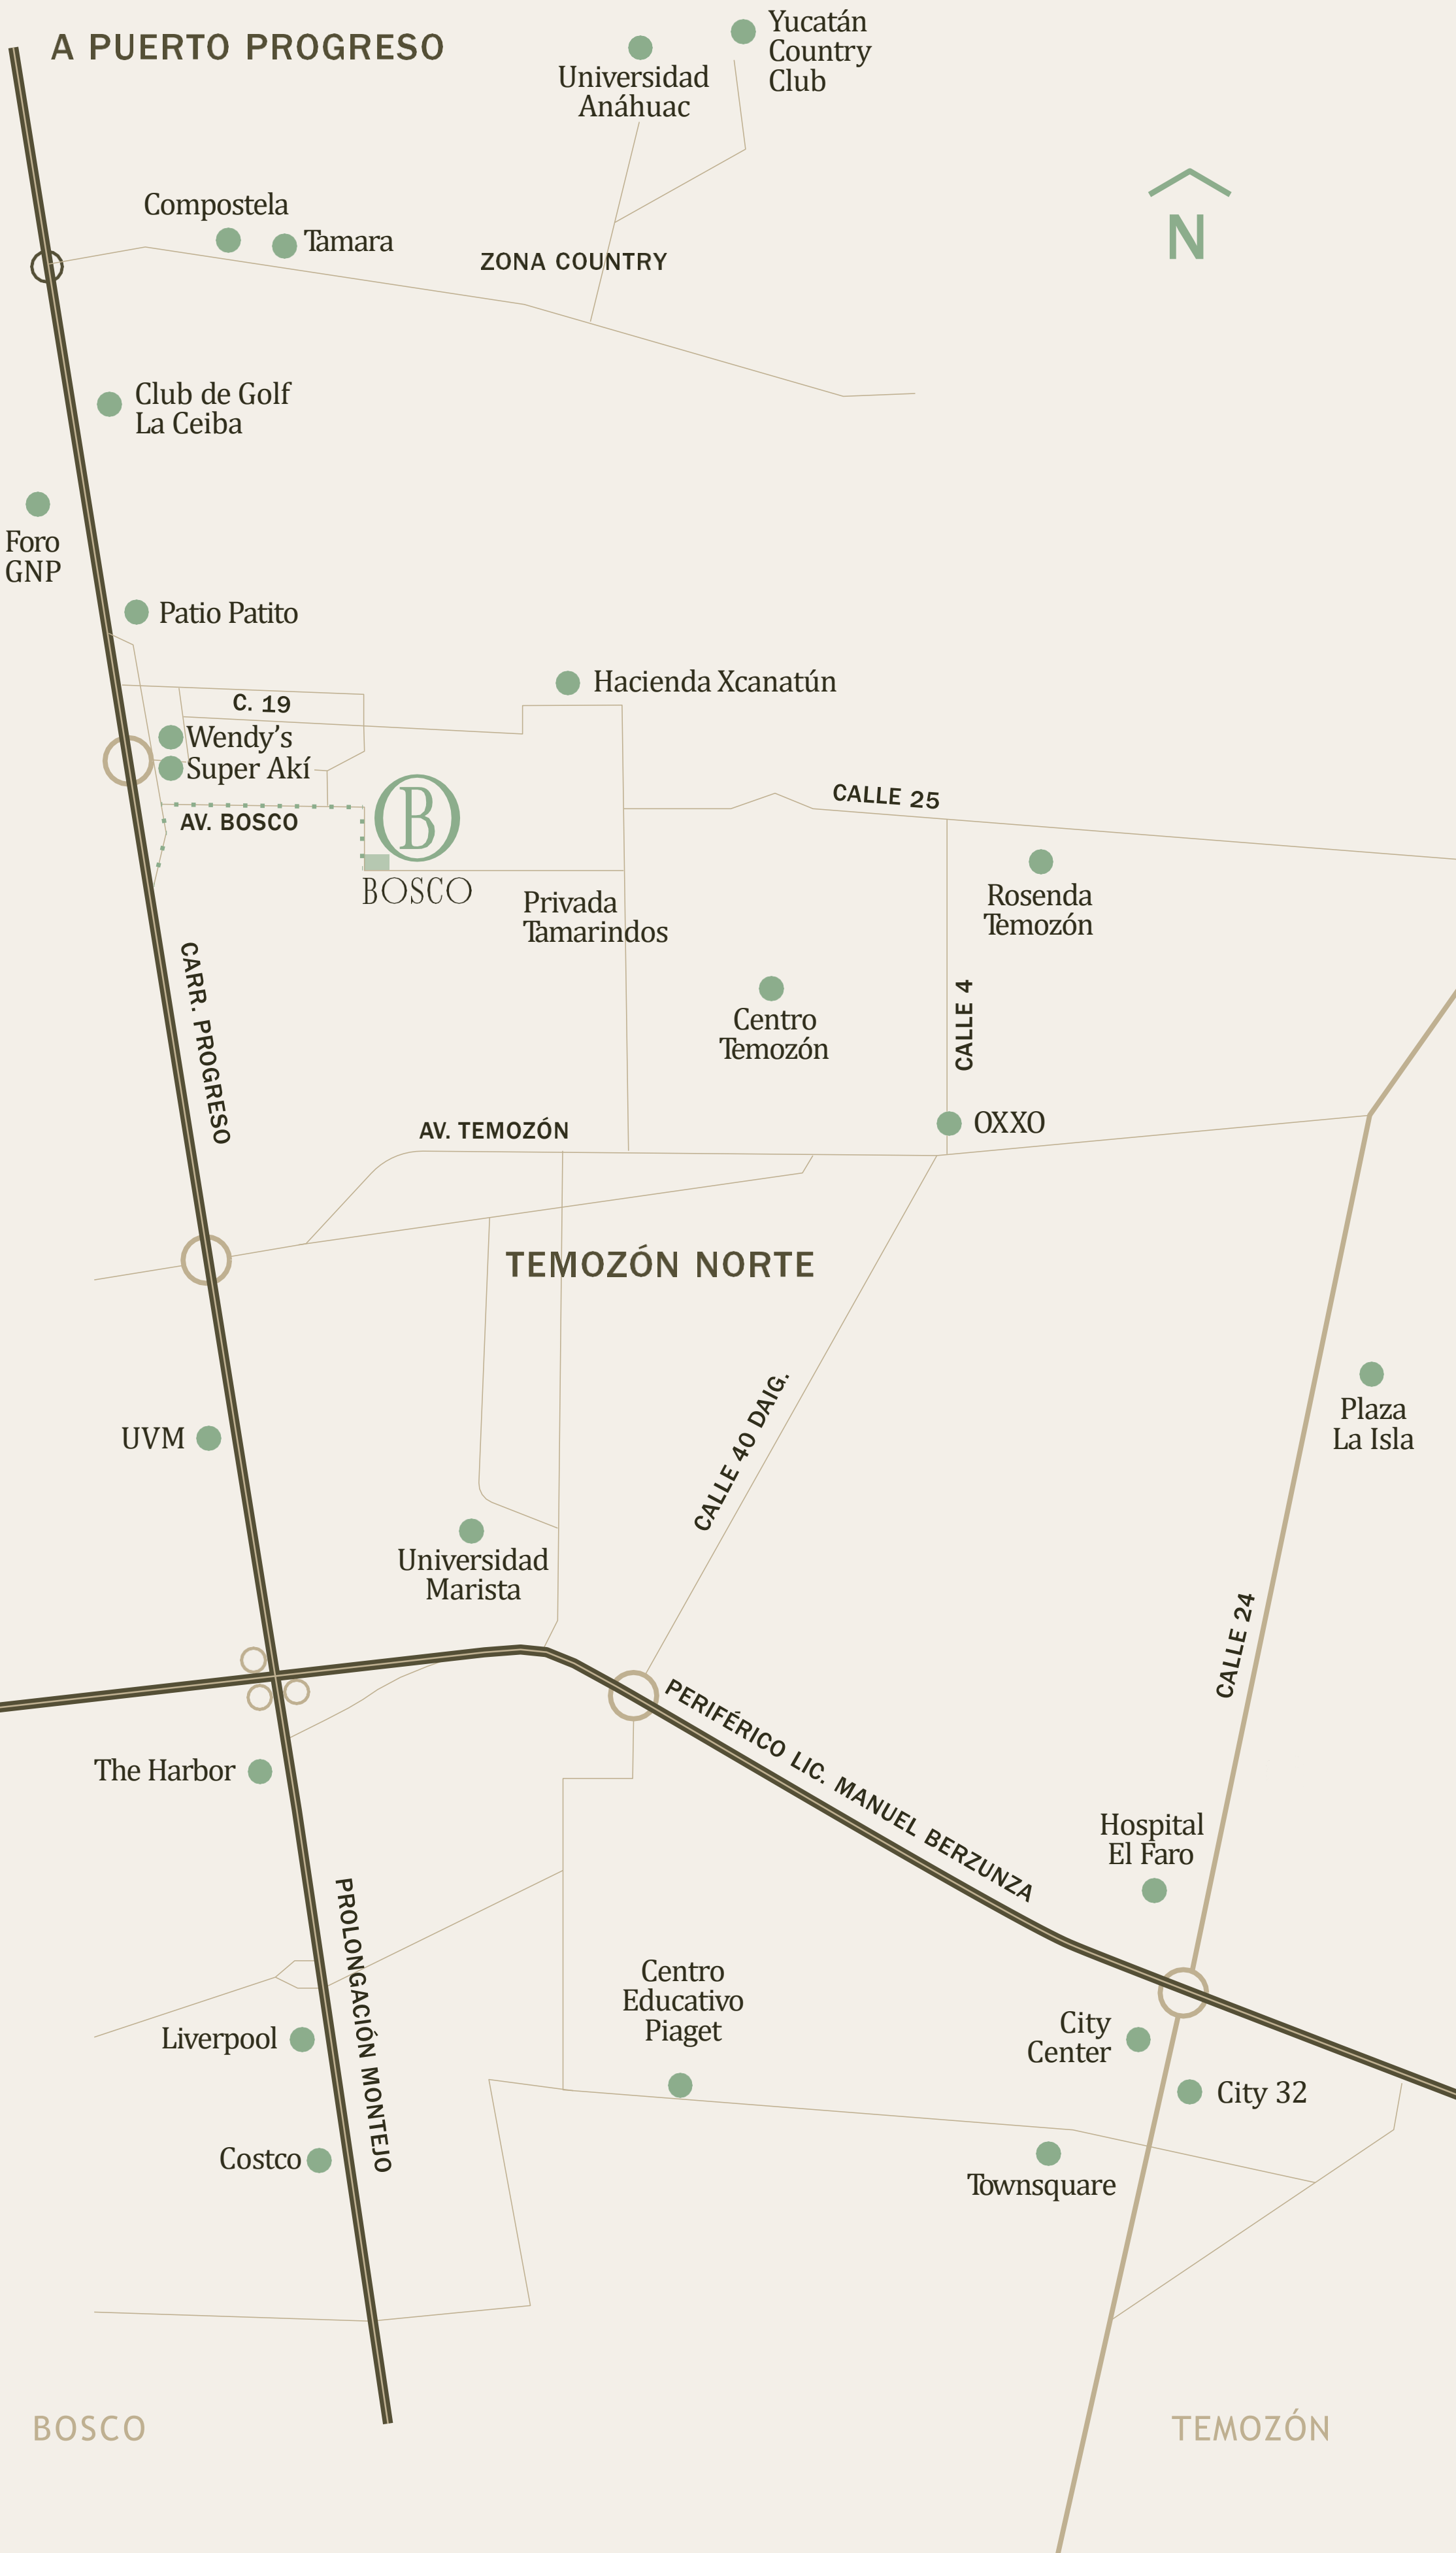 A PUERTO PROGRESO
Yucatán
Country
Club
Universidad
Anáhuac
Compostela
Tamara
N
ZONA COUNTRY
Club de Golf
La Ceiba
Foro
GNP
Patio Patito
Hacienda Xcanatún
C. 19
Wendy’s
Super Akí
AV. BOSCO
B
BOSCO
CALLE 25
Privada
Tamarindos
Rosenda
Temozón
CARR. PROGRESO
Centro
Temozón
CALLE 4
OXXO
AV. TEMOZÓN
TEMOZÓN NORTE
UVM
CALLE 40 DAIG.
Plaza
La Isla
Universidad
Marista
CALLE 24
PERIFÉRICO LIC. MANUEL BERZUNZA
The Harbor
Hospital
El Faro
PROLONGACIÓN MONTEJO
Centro
Educativo
Piaget
Liverpool
City
Center
City 32
Costco
Townsquare
BOSCO
TEMOZÓN